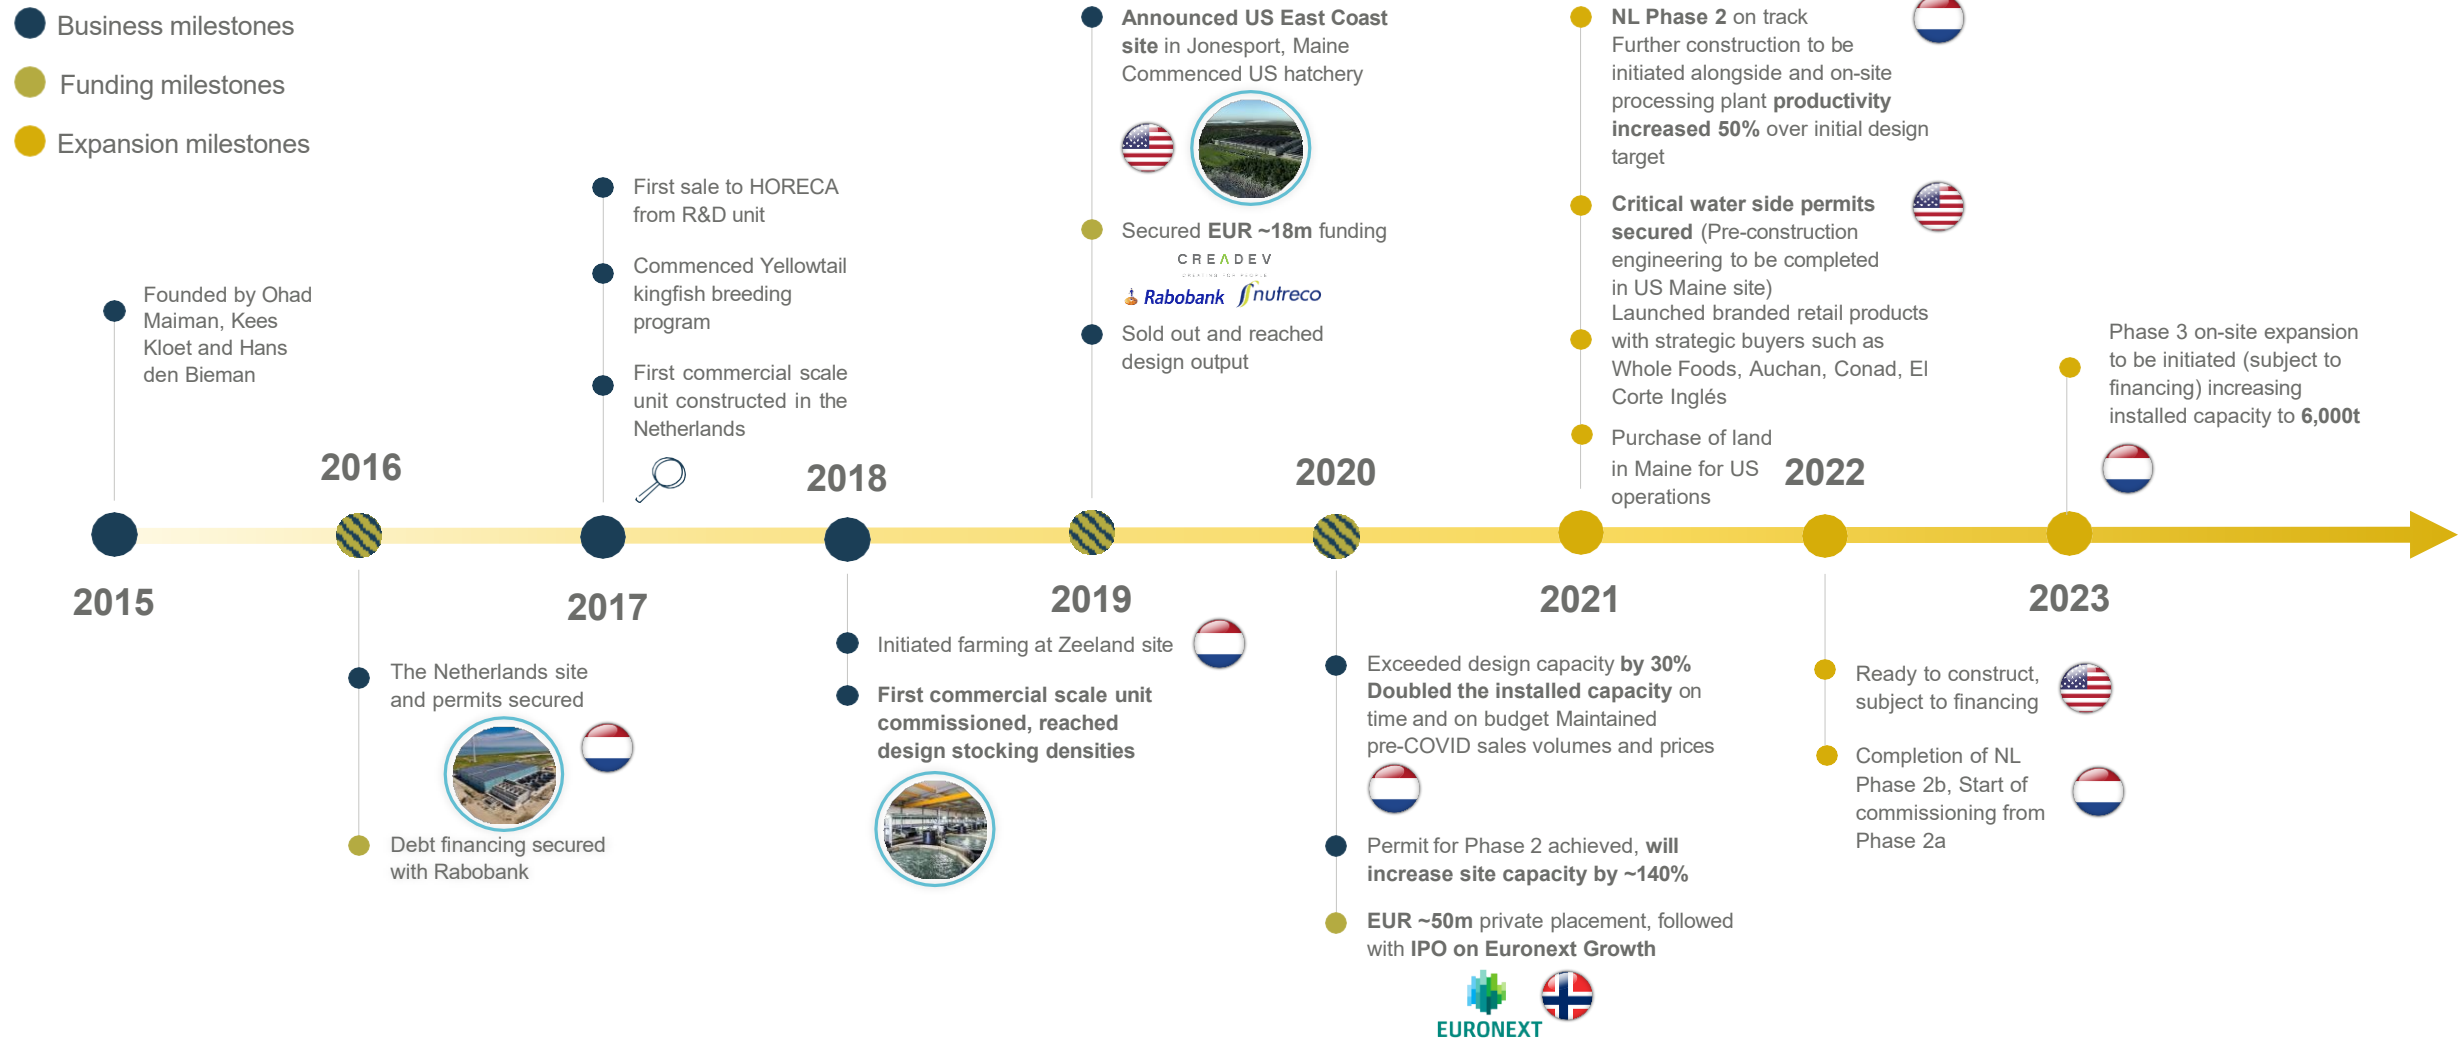 Business milestones
Funding milestones
Expansion milestones
Founded by Ohad
Maiman, Kees
Kloet and Hans
den Bieman
2015
2016
The Netherlands site
and permits secured
Debt financing secured
with Rabobank
First sale to HORECA
from R&D unit
Commenced Yellowtail
kingfish breeding
program
First commercial scale
unit constructed in the
Netherlands
2017
2018
Initiated farming at Zeeland site
First commercial scale unit
commissioned, reached
design stocking densities
Announced US East Coast
site in Jonesport, Maine
Commenced US hatchery
Secured EUR ~18m funding
CREADEV
Rabobank
nutreco
Sold out and reached
design output
2019
2020
Exceeded design capacity by 30%
Doubled the installed capacity on
time and on budget Maintained
pre-COVID sales volumes and prices
Permit for Phase 2 achieved, will
increase site capacity by ~140%
EUR ~50m private placement, followed
with IPO on Euronext Growth
EURONEXT
NL Phase 2 on track
Further construction to be
initiated alongside and on-site
processing plant productivity
increased 50% over initial design
target
Critical water side permits
secured (Pre-construction
engineering to be completed
in US Maine site)
Launched branded retail products
with strategic buyers such as
Whole Foods, Auchan, Conad, El
Corte Inglés
Purchase of land
in Maine for US
operations
2021
2022
Ready to construct,
subject to financing
Completion of NL
Phase 2b, Start of
commissioning from
Phase 2a
Phase 3 on-site expansion
to be initiated (subject to
financing) increasing
installed capacity to 6,000t
2023